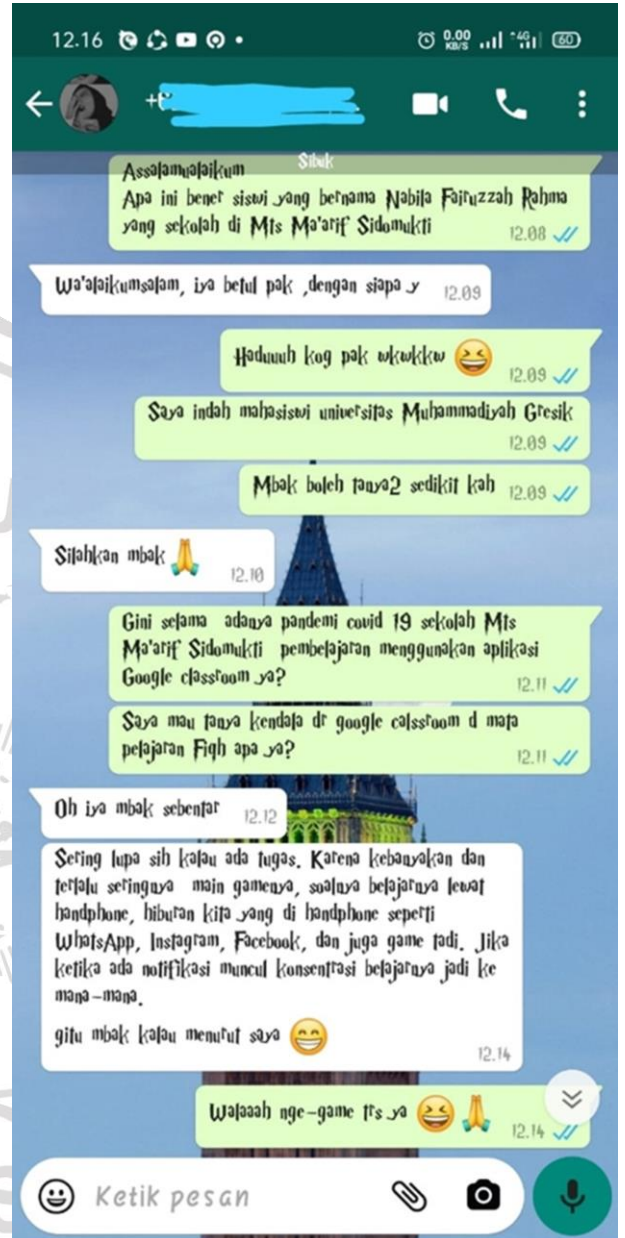 12.16 0.00 KB/S 4G 60
Sibuk
Assalamualaikum
Apa ini bener siswi yang bernama Nabila Fairuzzah Rahma
yang sekolah di Mts Ma'arif Sidomukti
12.08
Wa'alaikumsalam, iya betul pak ,dengan siapa y 12.09
Haduuuh kog pak wkwkkw 😆 12.09
Saya indah mahasiswi universitas Muhammadiyah Gresik
12.09
Mbak boleh tanya2 sedikit kah 12.09
Silahkan mbak 🙏 12.10
Gini selama adanya pandemi covid 19 sekolah Mts
Ma'arif Sidomukti pembelajaran menggunakan aplikasi
Google classroom ya?
12.11
Saya mau tanya kendala dr google calssroom d mata
pelajaran Fiqh apa ya?
12.11
Oh iya mbak sebentar 12.12
Sering lupa sih kalau ada tugas. Karena kebanyakan dan
terlalu seringnya main gamenya, soalnya belajarnya lewat
handphone, hiburan kita yang di handphone seperti
WhatsApp, Instagram, Facebook, dan juga game tadi. Jika
ketika ada notifikasi muncul konsentrasi belajarnya jadi ke
mana-mana.
gitu mbak kalau menurut saya 😁
12.14
Walaaah nge-game trs ya 😆🙏 12.14
Ketik pesan